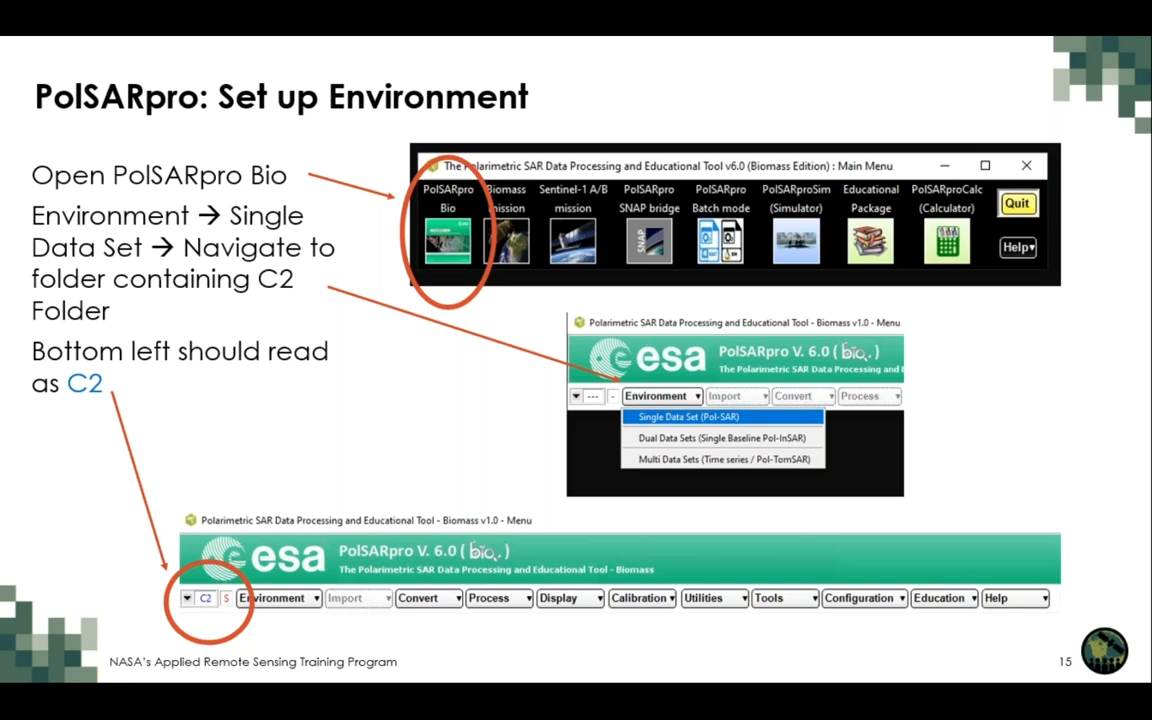 PolSARpro: Set up Environment
Open PolSARpro Bio
Environment → Single
Data Set → Navigate to
folder containing C2
Folder
Bottom left should read
as C2
The Polarimetric SAR Data Processing and Educational Tool v6.0 (Biomass Edition) : Main Menu
PolSARpro Biomass Sentinel-1 A/B PolSARpro PolSARpro PolSARproSim Educational PolSARproCalc
Bio mission mission SNAP bridge Batch mode (Simulator) Package (Calculator)
Quit
SNAP
Help
Polarimetric SAR Data Processing and Educational Tool - Biomass v1.0 - Menu
esa PolSARpro V. 6.0 ( bio )
The Polarimetric SAR Data Processing and
--- - Environment Import Convert Process
Single Data Set (Pol-SAR)
Dual Data Sets (Single Baseline Pol-InSAR)
Multi Data Sets (Time series / Pol-TomSAR)
Polarimetric SAR Data Processing and Educational Tool - Biomass v1.0 - Menu
esa PolSARpro V. 6.0 ( bio )
The Polarimetric SAR Data Processing and Educational Tool - Biomass
C2 S Environment Import Convert Process Display Calibration Utilities Tools Configuration Education Help
NASA's Applied Remote Sensing Training Program
15